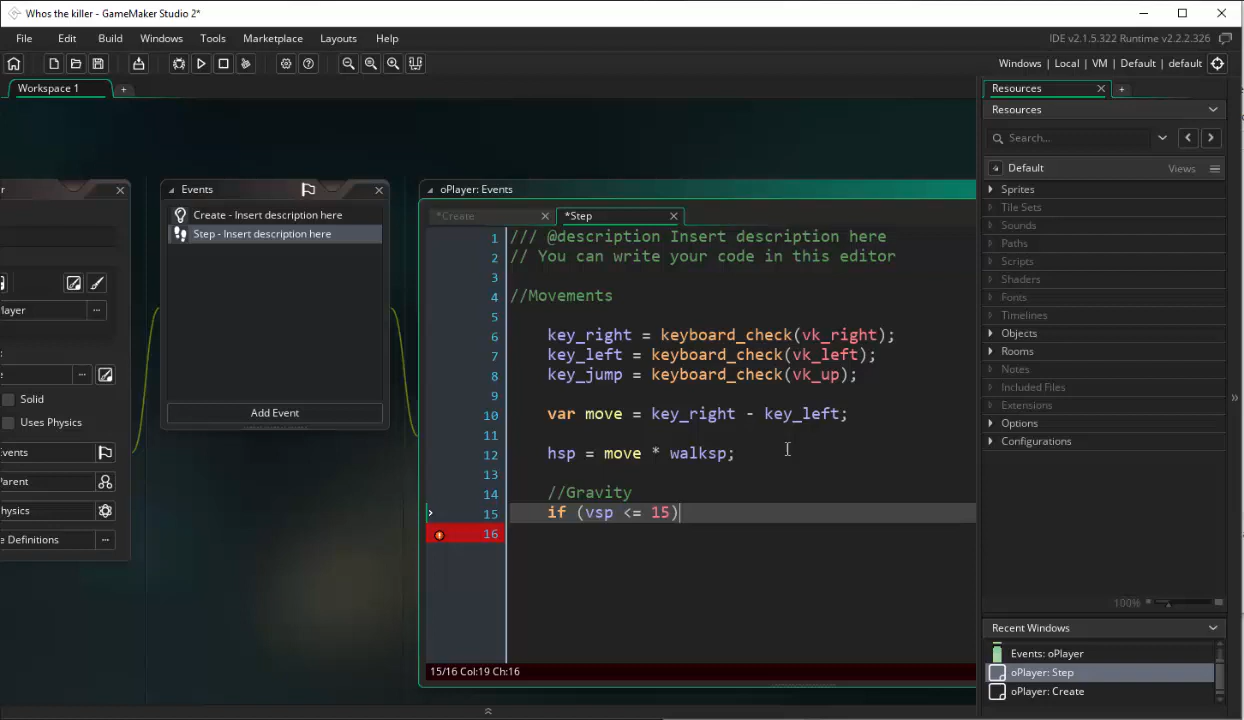 Whos the killer - GameMaker Studio 2*
File Edit Build Windows Tools Marketplace Layouts Help
IDE v2.1.5.322 Runtime v2.2.2.326
Windows | Local | VM | Default | default
Workspace 1
+
Resources
+
Resources
Search...
Default
Views
Sprites
Tile Sets
Sounds
Paths
Scripts
Shaders
Fonts
Timelines
Objects
Rooms
Notes
Included Files
Extensions
Options
Configurations
100%
Recent Windows
Events: oPlayer
oPlayer: Step
oPlayer: Create
r
layer
...
:
e
...
Solid
Uses Physics
vents
arent
hysics
e Definitions
...
Events
Create - Insert description here
Step - Insert description here
Add Event
oPlayer: Events
*Create
*Step
1 /// @description Insert description here
2 // You can write your code in this editor
3
4 //Movements
5
6 key_right = keyboard_check(vk_right);
7 key_left = keyboard_check(vk_left);
8 key_jump = keyboard_check(vk_up);
9
10 var move = key_right - key_left;
11
12 hsp = move * walksp;
13
14 //Gravity
15 if (vsp <= 15)
16
15/16 Col:19 Ch:16